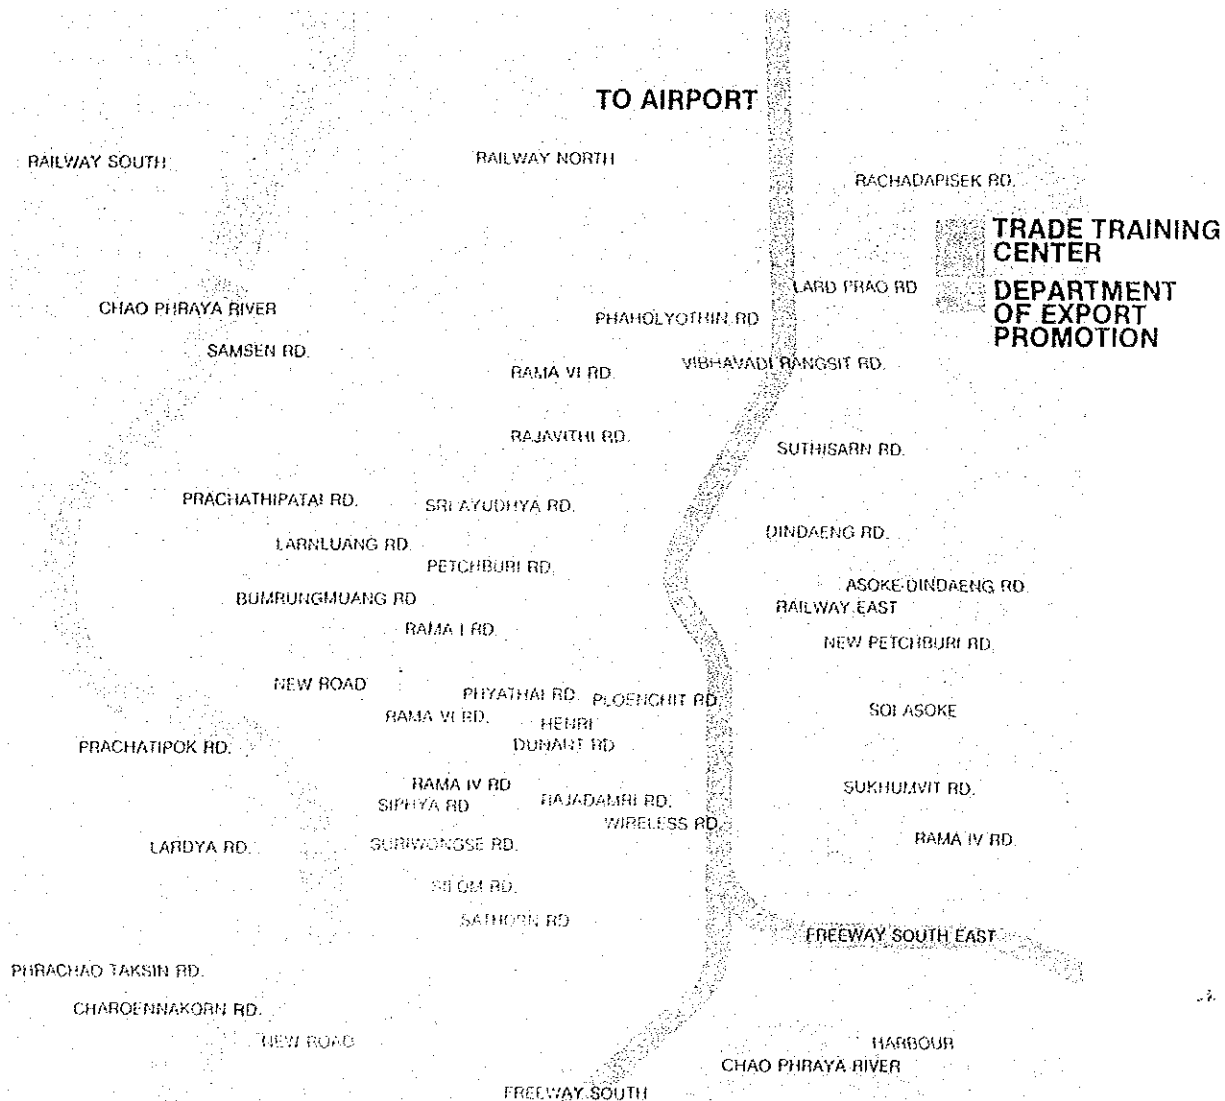 TO AIRPORT
RAILWAY SOUTH
RAILWAY NORTH
RACHADAPISEK RD.
TRADE TRAINING
CENTER
LARD PRAO RD
DEPARTMENT
OF EXPORT
PROMOTION
CHAO PHRAYA RIVER
PHAHOLYOTHIN RD
SAMSEN RD.
VIBHAVADI RANGSIT RD.
RAMA VI RD.
RAJAVITHI RD.
SUTHISARN RD.
PRACHATHIPATAI RD.
SRI AYUDHYA RD.
DINDAENG RD.
LARNLUANG RD.
PETCHBURI RD.
ASOKE-DINDAENG RD.
BUMRUNGMUANG RD
RAILWAY EAST
RAMA I RD.
NEW PETCHBURI RD.
NEW ROAD
PHYATHAI RD.
PLOENCHIT RD.
SOI ASOKE
RAMA VI RD.
HENRI
DUNANT RD
PRACHATIPOK RD.
RAMA IV RD
SUKHUMVIT RD.
SIPHYA RD
RAJADAMRI RD.
WIRELESS RD.
RAMA IV RD.
LARDYA RD.
SURIWONGSE RD.
SILOM RD.
SATHORN RD
FREEWAY SOUTH EAST
PHRACHAO TAKSIN RD.
CHAROENNAKORN RD.
NEW ROAD
HARBOUR
CHAO PHRAYA RIVER
FREEWAY SOUTH